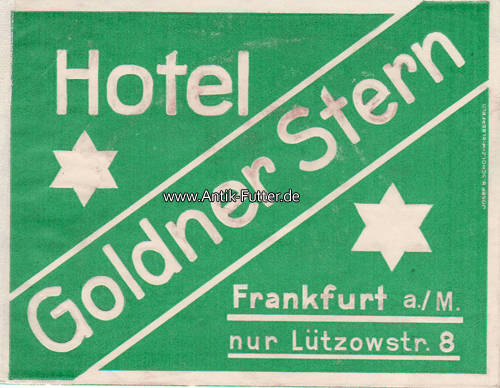 Hotel
Goldner Stern
www.Antik-Futter.de
Frankfurt a./M.
nur Lützowstr. 8